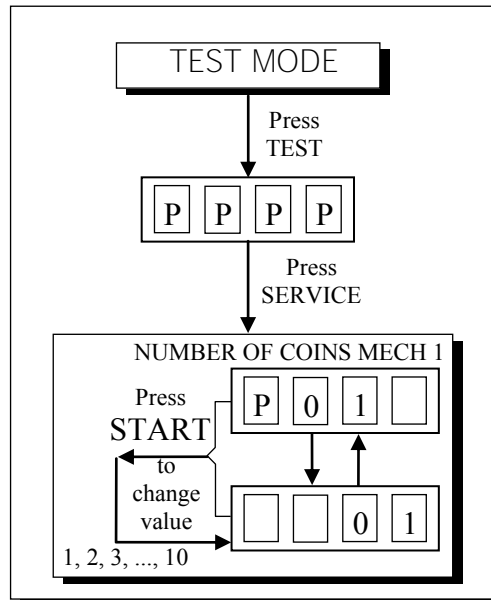 TEST MODE
Press
TEST
P P P P
Press
SERVICE
NUMBER OF COINS MECH 1
P 0 1
Press
START
to
change
value
0 1
1, 2, 3, ..., 10